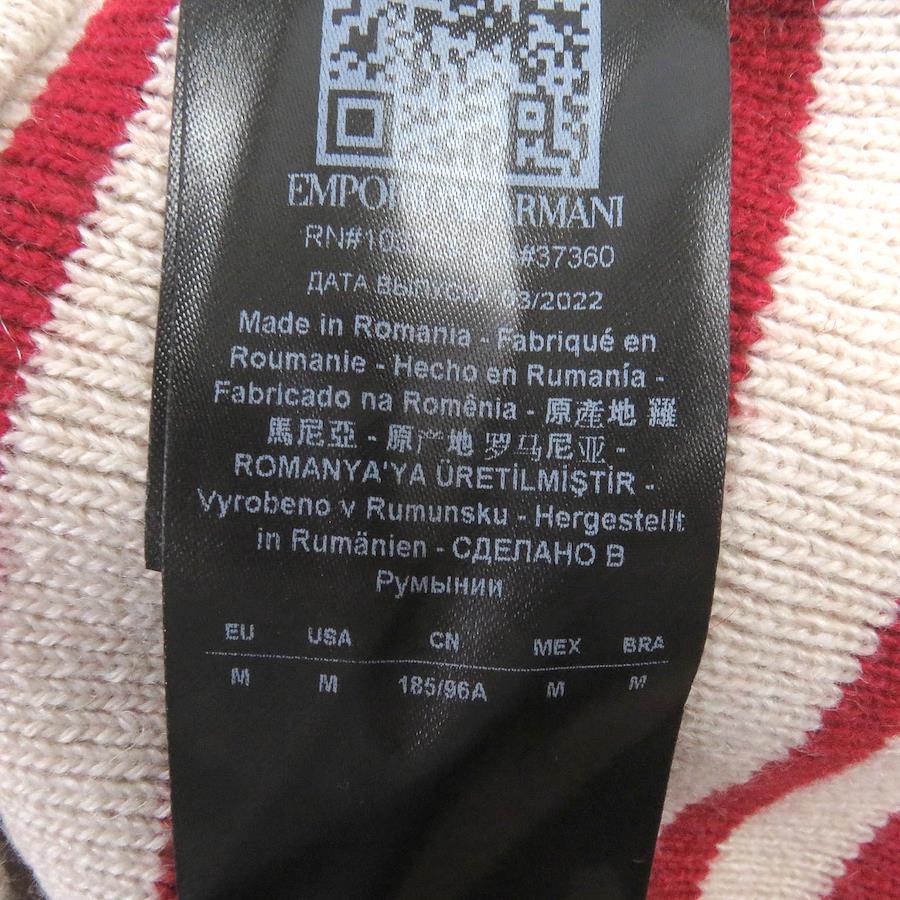 EMPORIO ARMANI
#37360
ДАТА ВЫПУСКА 03/2022
Made in Romania - Fabriqué en
Roumanie - Hecho en Rumanía -
Fabricado na Romênia - 原產地 羅
馬尼亞 - 原产地 罗马尼亚 -
ROMANYA'YA ÜRETİLMİŞTİR -
Vyrobeno v Rumunsku - Hergestellt
in Rumänien - СДЕЛАНО В
Румынии
EU USA CN MEX BRA
M M 185/96A M M